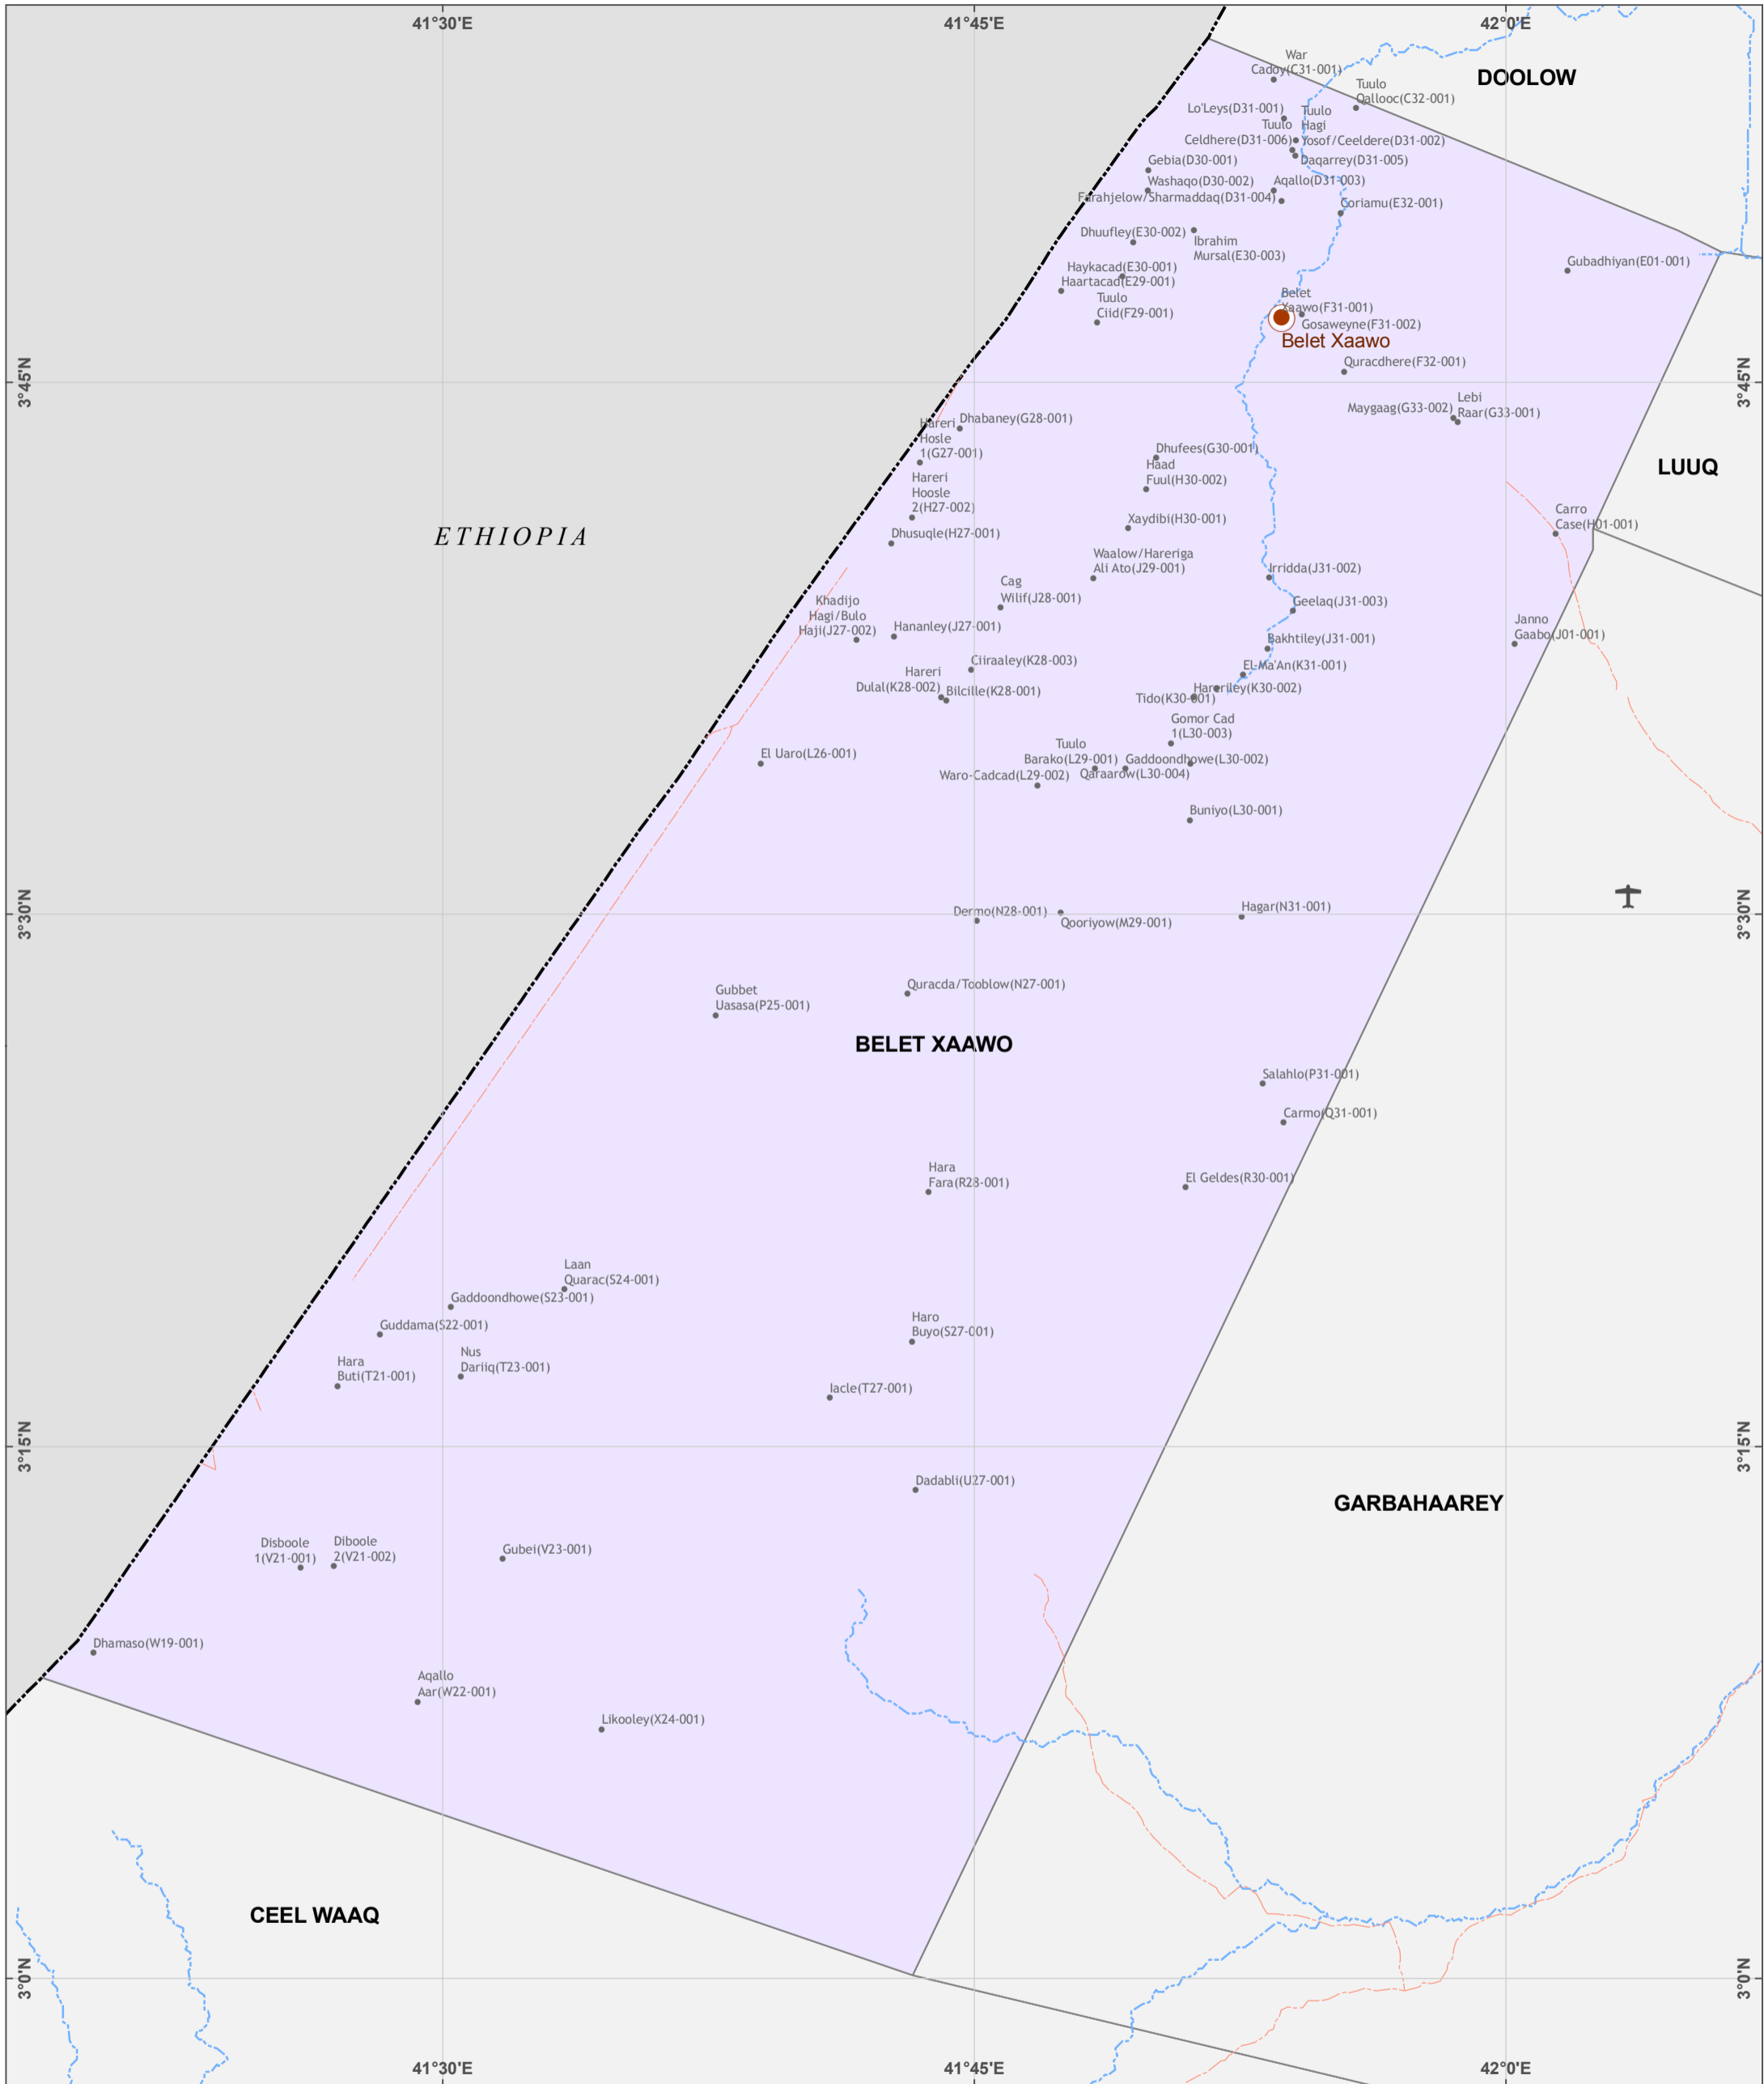 41°30'E
41°45'E
42°0'E
DOOLOW
War
Cadoy(C31-001)
Tuulo
Qallooc(C32-001)
Lo'Leys(D31-001)
Tuulo
Hagi
Yosof/Ceeldere(D31-002)
Tuulo
Celdhere(D31-006)
Daqarrey(D31-005)
Gebia(D30-001)
Washaqo(D30-002)
Aqallo(D31-003)
Farahjelow/Sharmaddaq(D31-004)
Coriamu(E32-001)
Dhuufley(E30-002)
Ibrahim
Mursal(E30-003)
Haykacad(E30-001)
Haartacad(E29-001)
Gubadhiyan(E01-001)
Tuulo
Ciid(F29-001)
Belet
Xaawo(F31-001)
Gosaweyne(F31-002)
Belet Xaawo
Quracdhere(F32-001)
3°45'N
3°45'N
Maygaag(G33-002)
Lebi
Raar(G33-001)
Dhabaney(G28-001)
Hareri
Hosle
1(G27-001)
Dhufees(G30-001)
Haad
Fuul(H30-002)
LUUQ
Hareri
Hoosle
2(H27-002)
Xaydibi(H30-001)
Carro
Case(H01-001)
ETHIOPIA
Dhusuqle(H27-001)
Waalow/Hareriga
Ali Ato(J29-001)
Irridda(J31-002)
Cag
Wilif(J28-001)
Geelaq(J31-003)
Khadijo
Hagi/Bulo
Haji(J27-002)
Hananley(J27-001)
Janno
Gaabo(J01-001)
Bakhtiley(J31-001)
Ciiraaley(K28-003)
El-Ma'An(K31-001)
Hareri
Dulal(K28-002)
Bilcille(K28-001)
Hareriley(K30-002)
Tido(K30-001)
Gomor Cad
1(L30-003)
El Uaro(L26-001)
Tuulo
Barako(L29-001)
Gaddoondhowe(L30-002)
Waro-Cadcad(L29-002)
Qaraarow(L30-004)
Buniyo(L30-001)
3°30'N
3°30'N
Dermo(N28-001)
Qooriyow(M29-001)
Hagar(N31-001)
Quracda/Tooblow(N27-001)
Gubbet
Uasasa(P25-001)
BELET XAAWO
Salahlo(P31-001)
Carmo(Q31-001)
Hara
Fara(R28-001)
El Geldes(R30-001)
Laan
Quarac(S24-001)
Gaddoondhowe(S23-001)
Guddama(S22-001)
Haro
Buyo(S27-001)
Nus
Dariiq(T23-001)
Hara
Buti(T21-001)
Iacle(T27-001)
3°15'N
3°15'N
Dadabli(U27-001)
GARBAHAAREY
Disboole
1(V21-001)
Diboole
2(V21-002)
Gubei(V23-001)
Dhamaso(W19-001)
Aqallo
Aar(W22-001)
Likooley(X24-001)
CEEL WAAQ
3°0'N
3°0'N
41°30'E
41°45'E
42°0'E